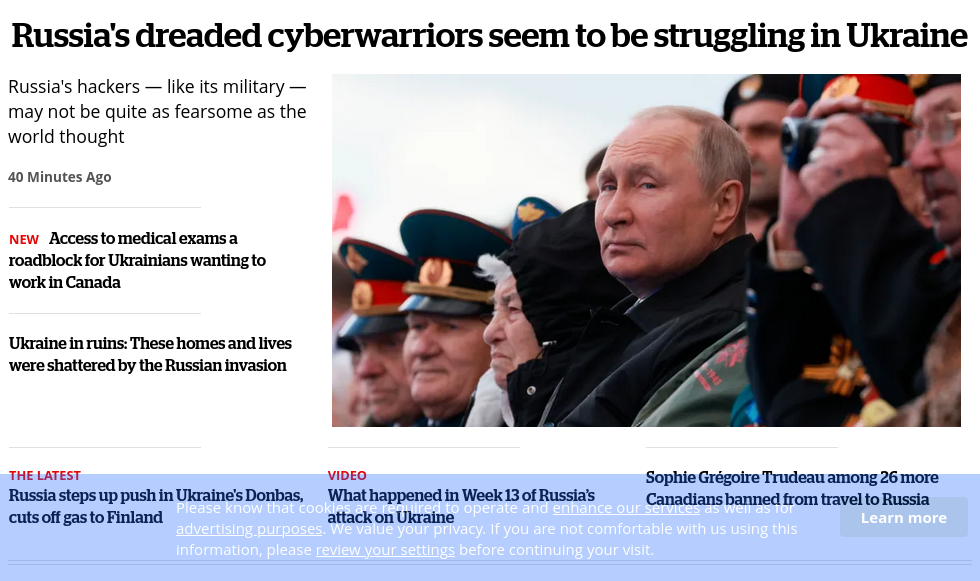 Russia's dreaded cyberwarriors seem to be struggling in Ukraine
Russia's hackers — like its military —
may not be quite as fearsome as the
world thought
40 Minutes Ago
NEW Access to medical exams a
roadblock for Ukrainians wanting to
work in Canada
Ukraine in ruins: These homes and lives
were shattered by the Russian invasion
THE LATEST
Russia steps up push in Ukraine's Donbas,
cuts off gas to Finland
VIDEO
What happened in Week 13 of Russia's
attack on Ukraine
Sophie Grégoire Trudeau among 26 more
Canadians banned from travel to Russia
Please know that cookies are required to operate and enhance our services as well as for
advertising purposes. We value your privacy. If you are not comfortable with us using this
information, please review your settings before continuing your visit.
Learn more